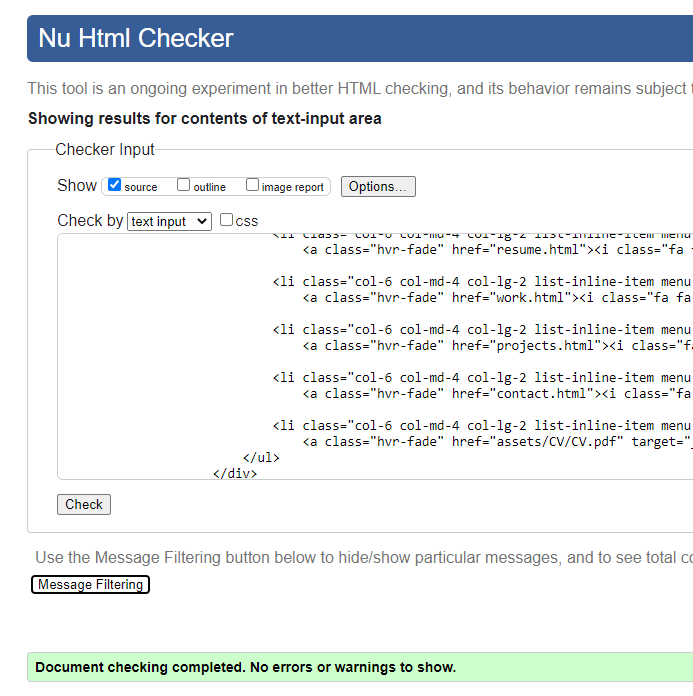 Nu Html Checker
This tool is an ongoing experiment in better HTML checking, and its behavior remains subject
Showing results for contents of text-input area
Checker Input
Show source outline image report Options...
Check by text input css
<li class="col-6 col-md-4 col-lg-2 list-inline-item menu
<a class="hvr-fade" href="resume.html"><i class="fa
<li class="col-6 col-md-4 col-lg-2 list-inline-item menu
<a class="hvr-fade" href="work.html"><i class="fa fa
<li class="col-6 col-md-4 col-lg-2 list-inline-item menu
<a class="hvr-fade" href="projects.html"><i class="fa
<li class="col-6 col-md-4 col-lg-2 list-inline-item menu
<a class="hvr-fade" href="contact.html"><i class="fa
<li class="col-6 col-md-4 col-lg-2 list-inline-item menu
<a class="hvr-fade" href="assets/CV/CV.pdf" target="_
</ul>
</div>
Check
Use the Message Filtering button below to hide/show particular messages, and to see total
Message Filtering
Document checking completed. No errors or warnings to show.